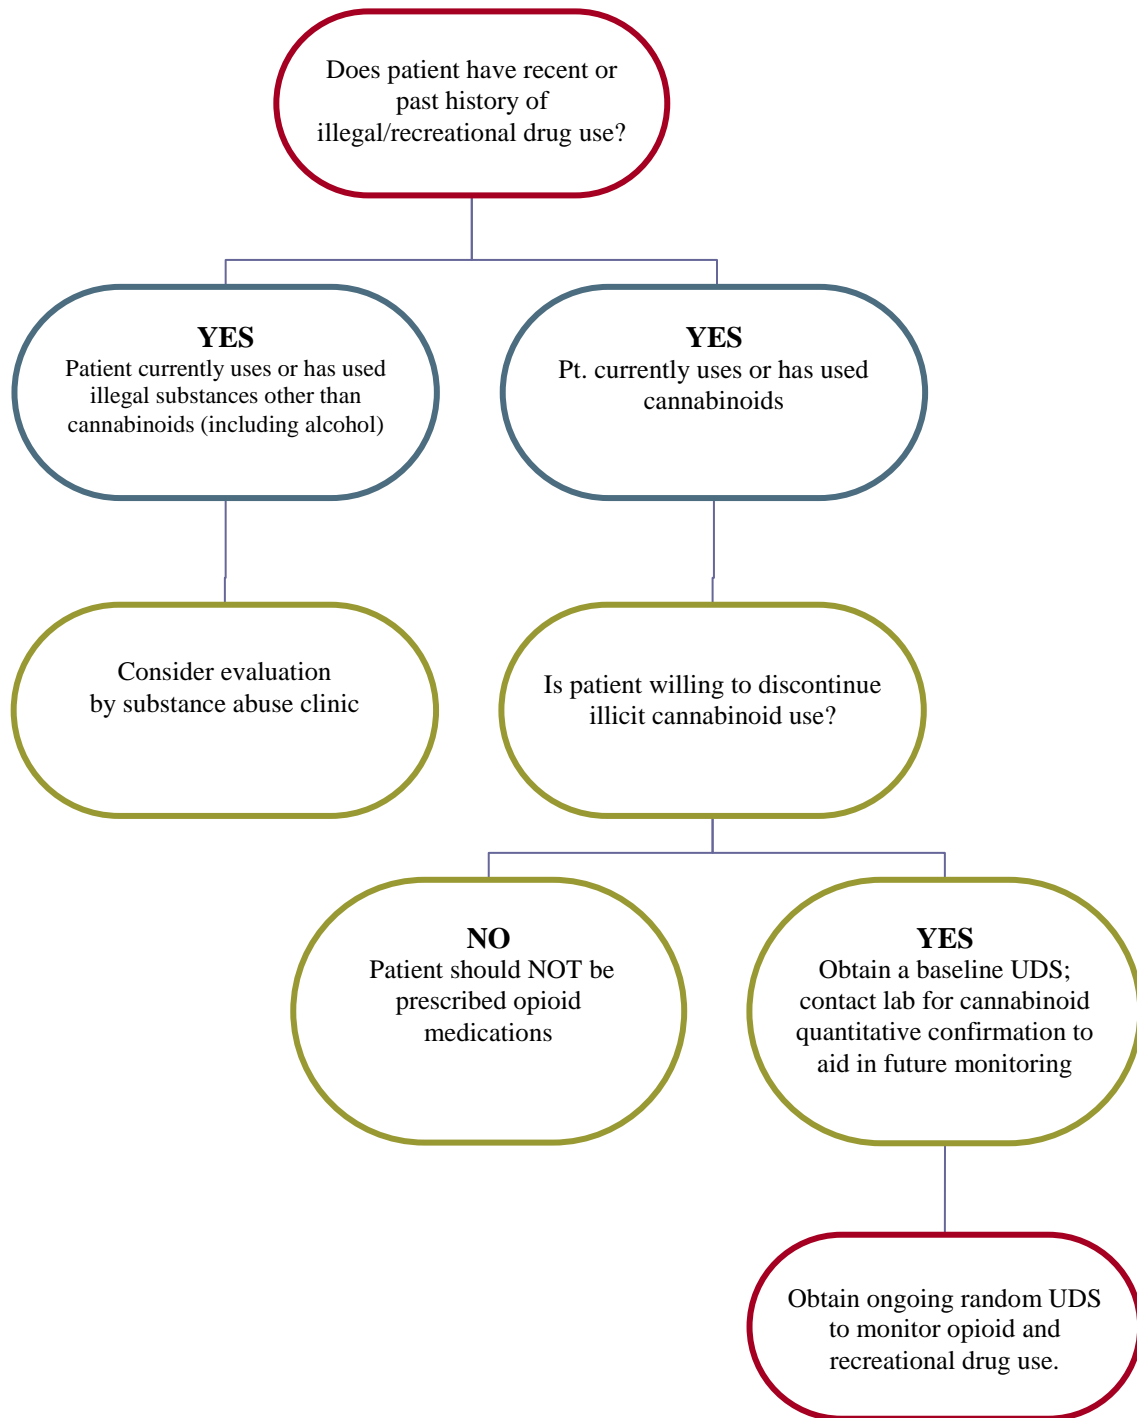 Does patient have recent or
past history of
illegal/recreational drug use?
YES
Patient currently uses or has used
illegal substances other than
cannabinoids (including alcohol)
YES
Pt. currently uses or has used
cannabinoids
Consider evaluation
by substance abuse clinic
Is patient willing to discontinue
illicit cannabinoid use?
NO
Patient should NOT be
prescribed opioid
medications
YES
Obtain a baseline UDS;
contact lab for cannabinoid
quantitative confirmation to
aid in future monitoring
Obtain ongoing random UDS
to monitor opioid and
recreational drug use.